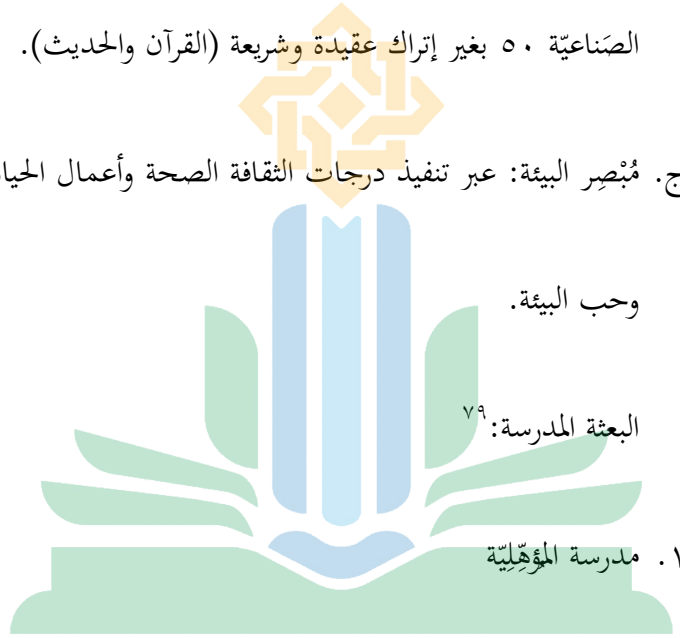 الصَناعيّة ٥٠ بغير إتراك عقيدة وشريعة (القرآن والحديث).
ج. مُبْصِر البيئة: عبر تنفيذ درجات الثقافة الصحة وأعمال
وحب البيئة.
البعثة المدرسة:٧٩
١. مدرسة المؤهِّلِيّة